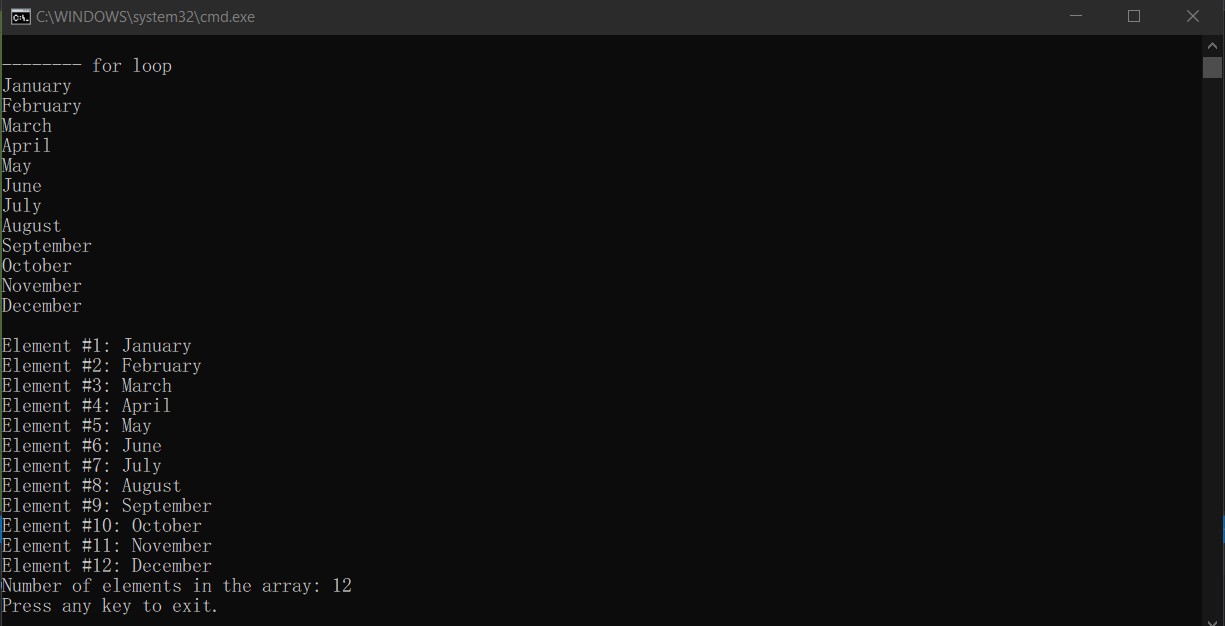 C:\WINDOWS\system32\cmd.exe
-------- for loop
January
February
March
April
May
June
July
August
September
October
November
December
Element #1: January
Element #2: February
Element #3: March
Element #4: April
Element #5: May
Element #6: June
Element #7: July
Element #8: August
Element #9: September
Element #10: October
Element #11: November
Element #12: December
Number of elements in the array: 12
Press any key to exit.